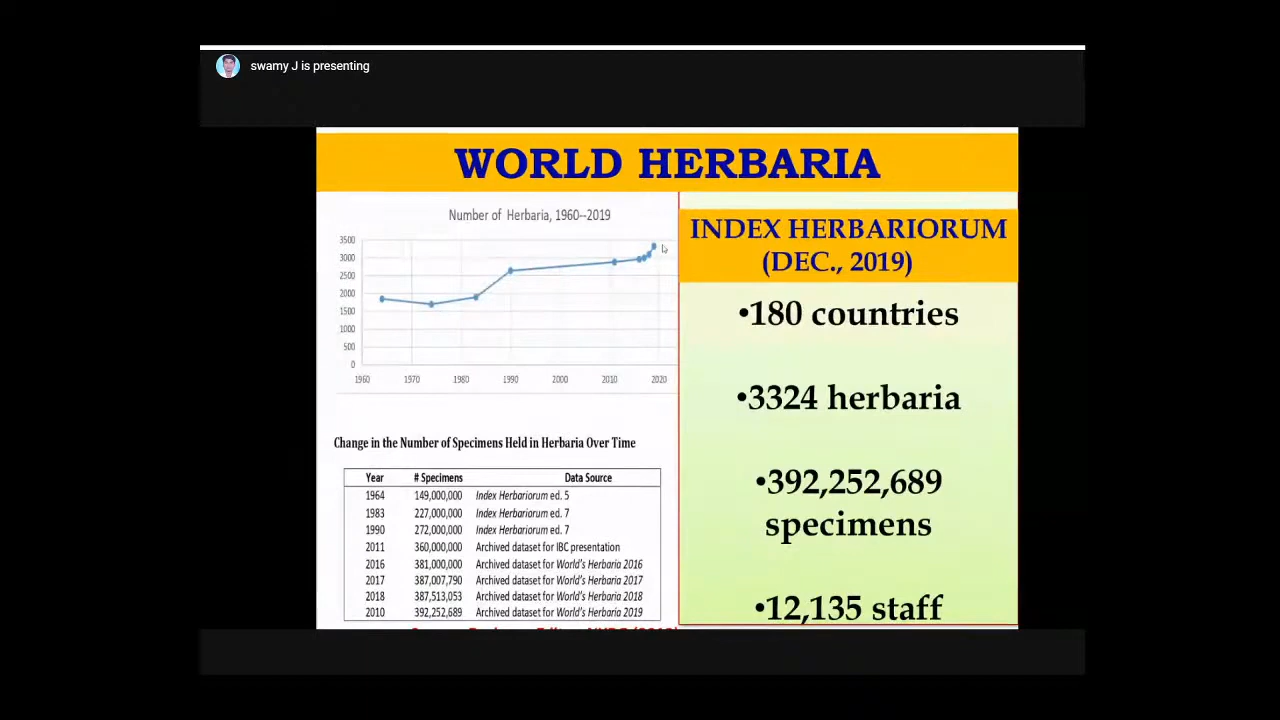 swamy J is presenting
WORLD HERBARIA
Number of Herbaria, 1960--2019
3500
3000
2500
2000
1500
1000
500
0
1960 1970 1980 1990 2000 2010 2020
Change in the Number of Specimens Held in Herbaria Over Time
Year # Specimens Data Source
1964 149,000,000 Index Herbariorum ed. 5
1983 227,000,000 Index Herbariorum ed. 7
1990 272,000,000 Index Herbariorum ed. 7
2011 360,000,000 Archived dataset for IBC presentation
2016 381,000,000 Archived dataset for World's Herbaria 2016
2017 387,007,790 Archived dataset for World's Herbaria 2017
2018 387,513,053 Archived dataset for World's Herbaria 2018
2010 392,252,689 Archived dataset for World's Herbaria 2019
INDEX HERBARIORUM
(DEC., 2019)
•180 countries
•3324 herbaria
•392,252,689
specimens
•12,135 staff